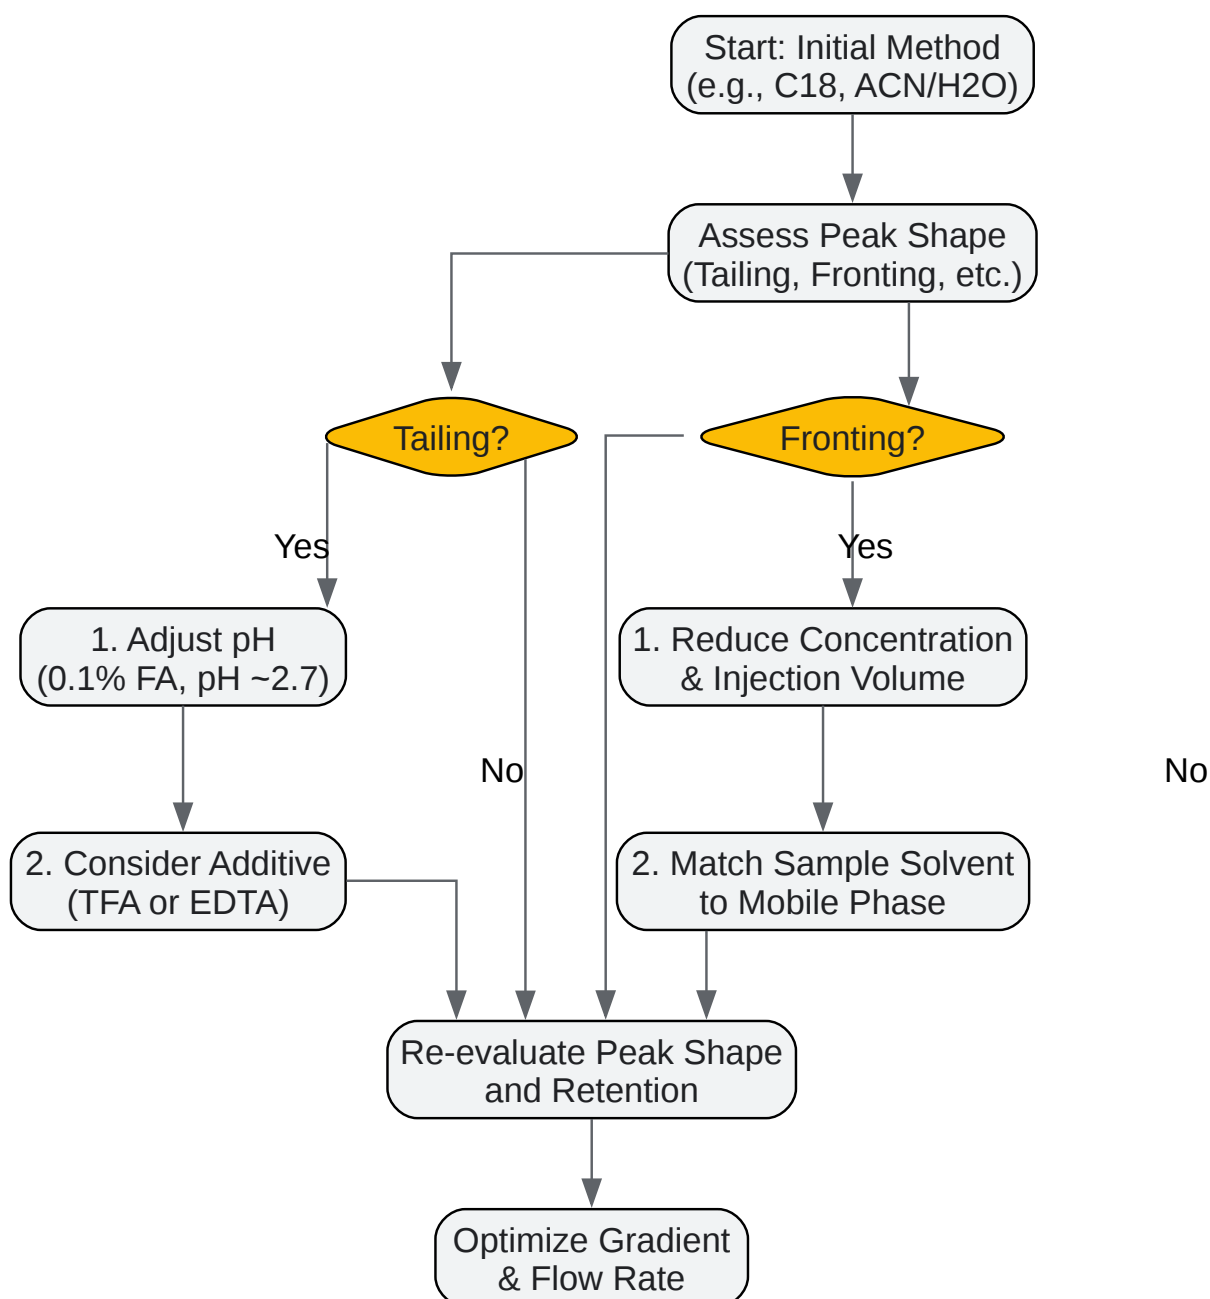 Start: Initial Method
(e.g., C18, ACN/H2O)
Assess Peak Shape
(Tailing, Fronting, etc.)
Tailing?
Fronting?
Yes
Yes
1. Adjust pH
(0.1% FA, pH ~2.7)
1. Reduce Concentration
& Injection Volume
No
No
2. Consider Additive
(TFA or EDTA)
2. Match Sample Solvent
to Mobile Phase
Re-evaluate Peak Shape
and Retention
Optimize Gradient
& Flow Rate